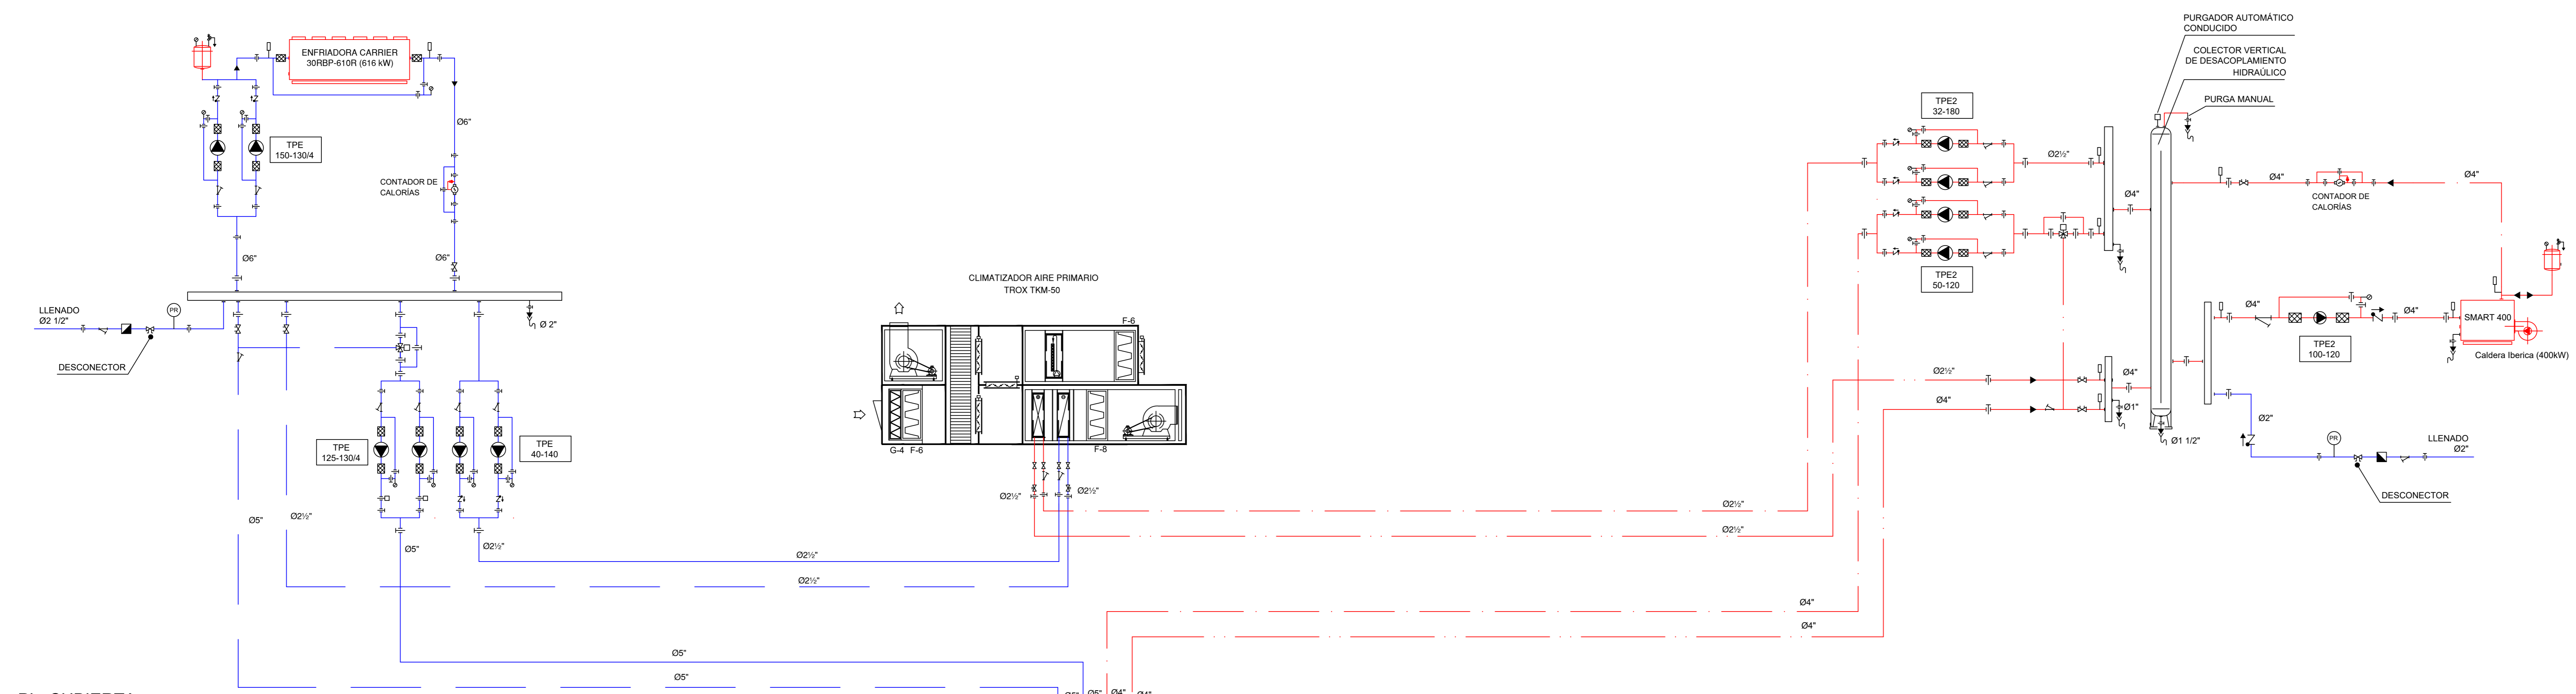 ENFRIADORA CARRIER
30RBP-610R (616 kW)
TPE
150-130/4
Ø6"
CONTADOR DE
CALORÍAS
Ø6"
Ø6"
LLENADO
Ø2 1/2"
PR
DESCONECTOR
Ø 2"
TPE
125-130/4
TPE
40-140
Ø5"
Ø2½"
Ø5"
Ø2½"
Ø2½"
Ø2½"
Ø5"
Ø5"
CLIMATIZADOR AIRE PRIMARIO
TROX TKM-50
F-6
G-4 F-6
F-8
Ø2½"
Ø2½"
Ø2½"
Ø2½"
Ø4"
Ø4"
Ø5"
Ø4"
Ø4"
TPE2
32-180
TPE2
50-120
Ø2½"
Ø4"
Ø2½"
Ø4"
Ø4"
Ø1"
Ø1 1/2"
PURGADOR AUTOMÁTICO
CONDUCIDO
COLECTOR VERTICAL
DE DESACOPLAMIENTO
HIDRAÚLICO
PURGA MANUAL
Ø4"
Ø4"
CONTADOR DE
CALORÍAS
Ø4"
Ø4"
TPE2
100-120
SMART 400
Caldera Iberica (400kW)
Ø2"
PR
LLENADO
Ø2"
DESCONECTOR